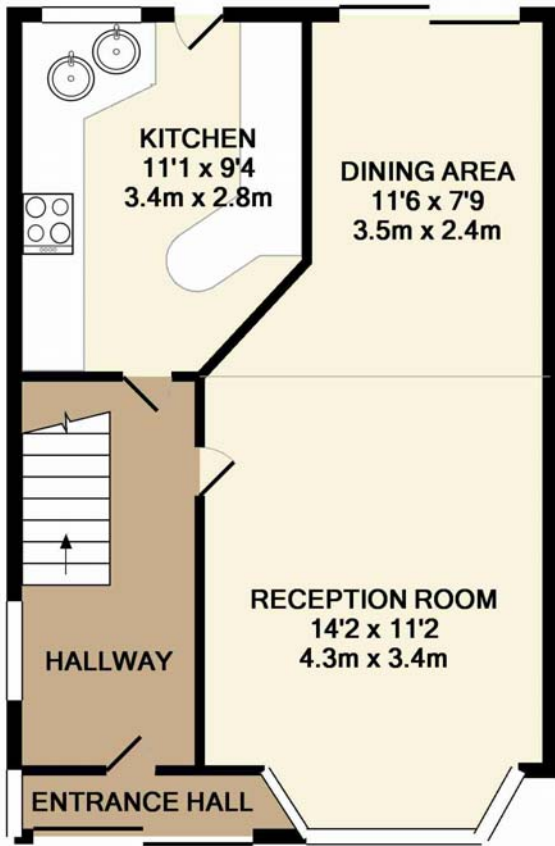 KITCHEN
11'1 x 9'4
3.4m x 2.8m
DINING AREA
11'6 x 7'9
3.5m x 2.4m
RECEPTION ROOM
14'2 x 11'2
4.3m x 3.4m
HALLWAY
ENTRANCE HALL